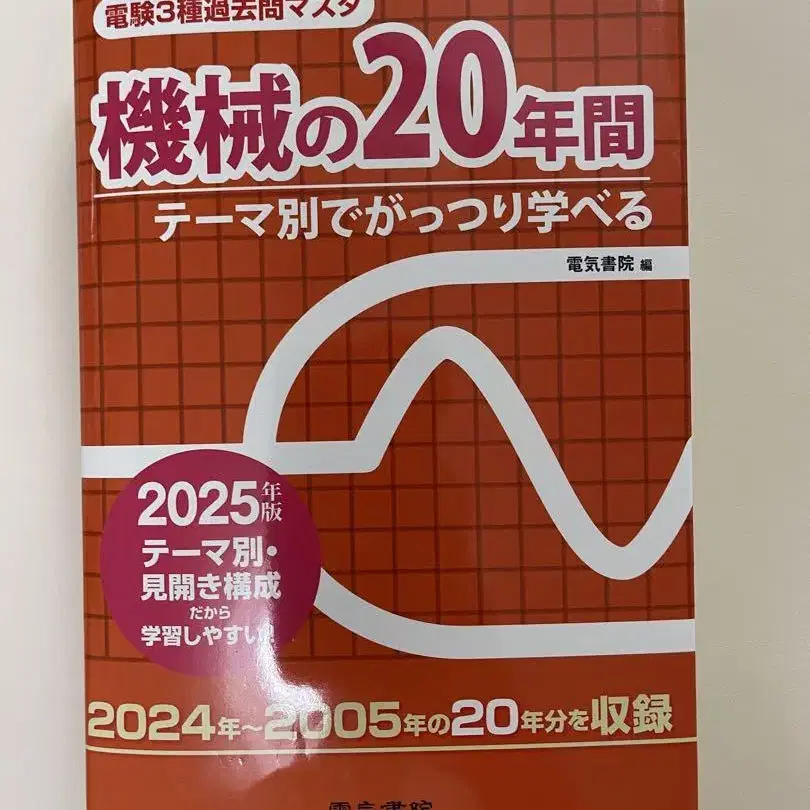 電験3種過去問マスタ
機械の20年間
テーマ別でがっつり学べる
電気書院 編
2025年版
テーマ別・
見開き構成
だから
学習しやすい!
2024年~2005年の20年分を収録
電気書院